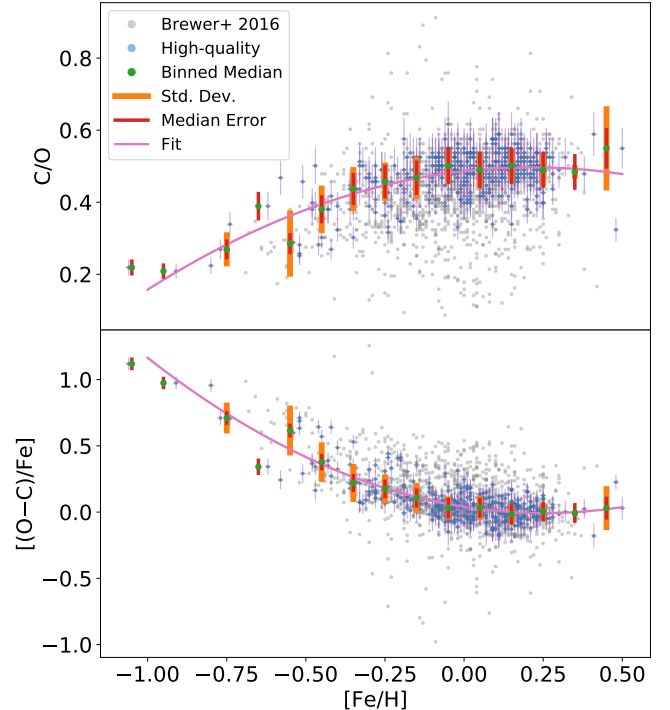 Brewer+ 2016
High-quality
Binned Median
Std. Dev.
Median Error
Fit
C/O
0.8
0.6
0.4
0.2
[(O−C)/Fe]
1.0
0.5
0.0
−0.5
−1.0
−1.00 −0.75 −0.50 −0.25 0.00 0.25 0.50
[Fe/H]